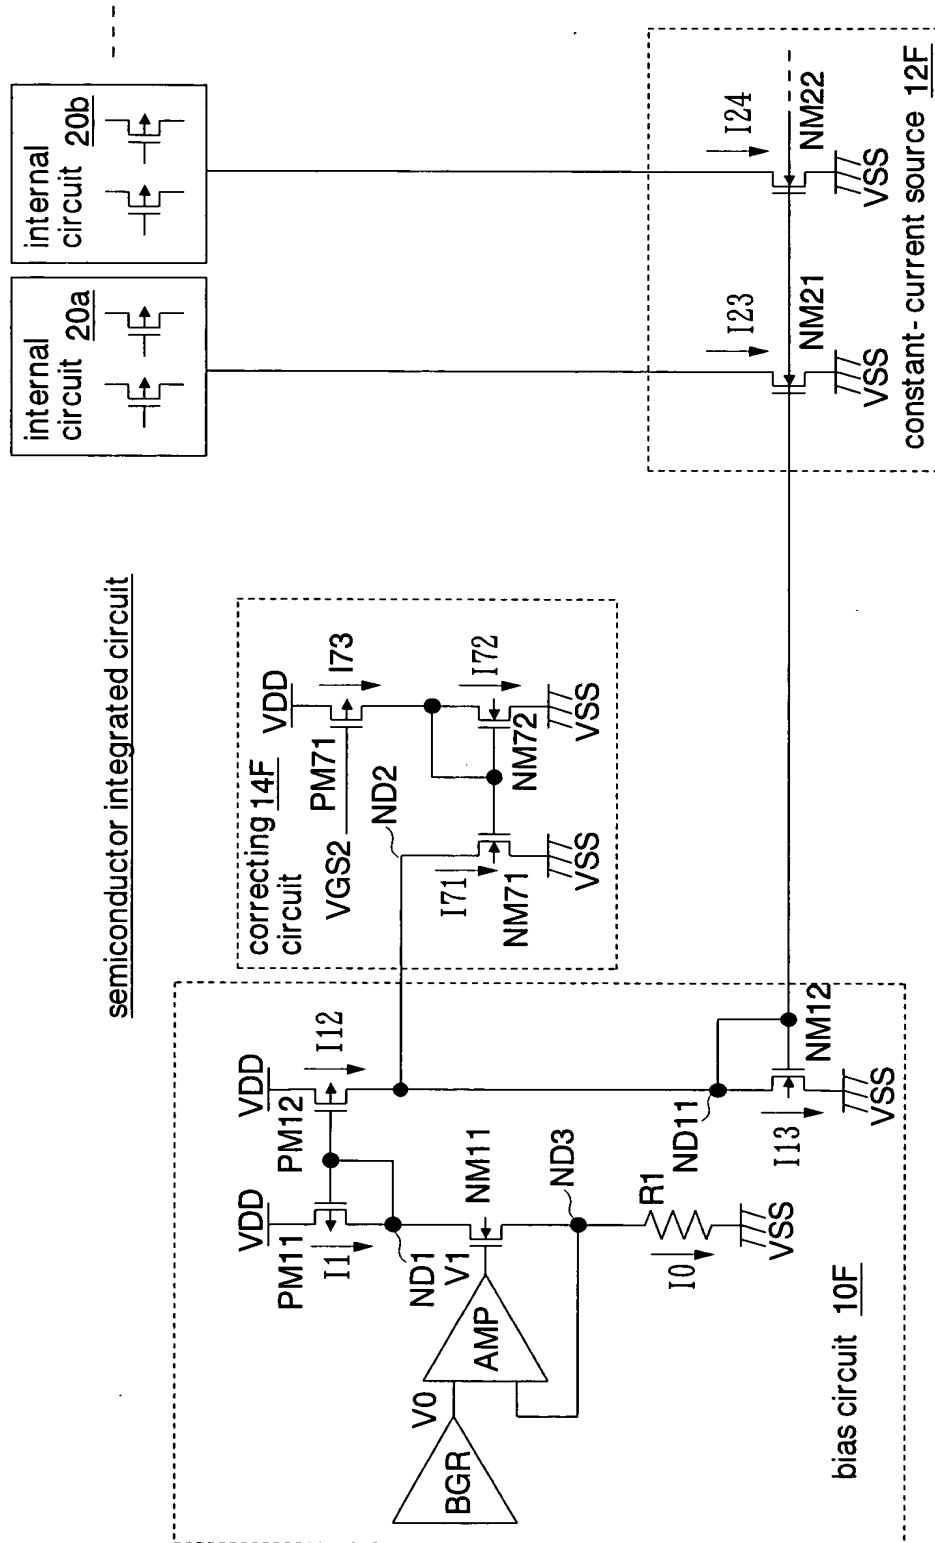 semiconductor integrated circuit
internal
circuit 20a
internal
circuit 20b
correcting 14F
circuit
VDD
PM71
I73
VGS2
ND2
I71
NM71
I72
NM72
VSS
VSS
VDD
PM11
I1
VDD
PM12
I12
ND1
BGR
V0
AMP
V1
NM11
ND3
R1
I0
VSS
ND11
I13
NM12
VSS
bias circuit 10F
I23
NM21
VSS
I24
NM22
VSS
constant-current source 12F